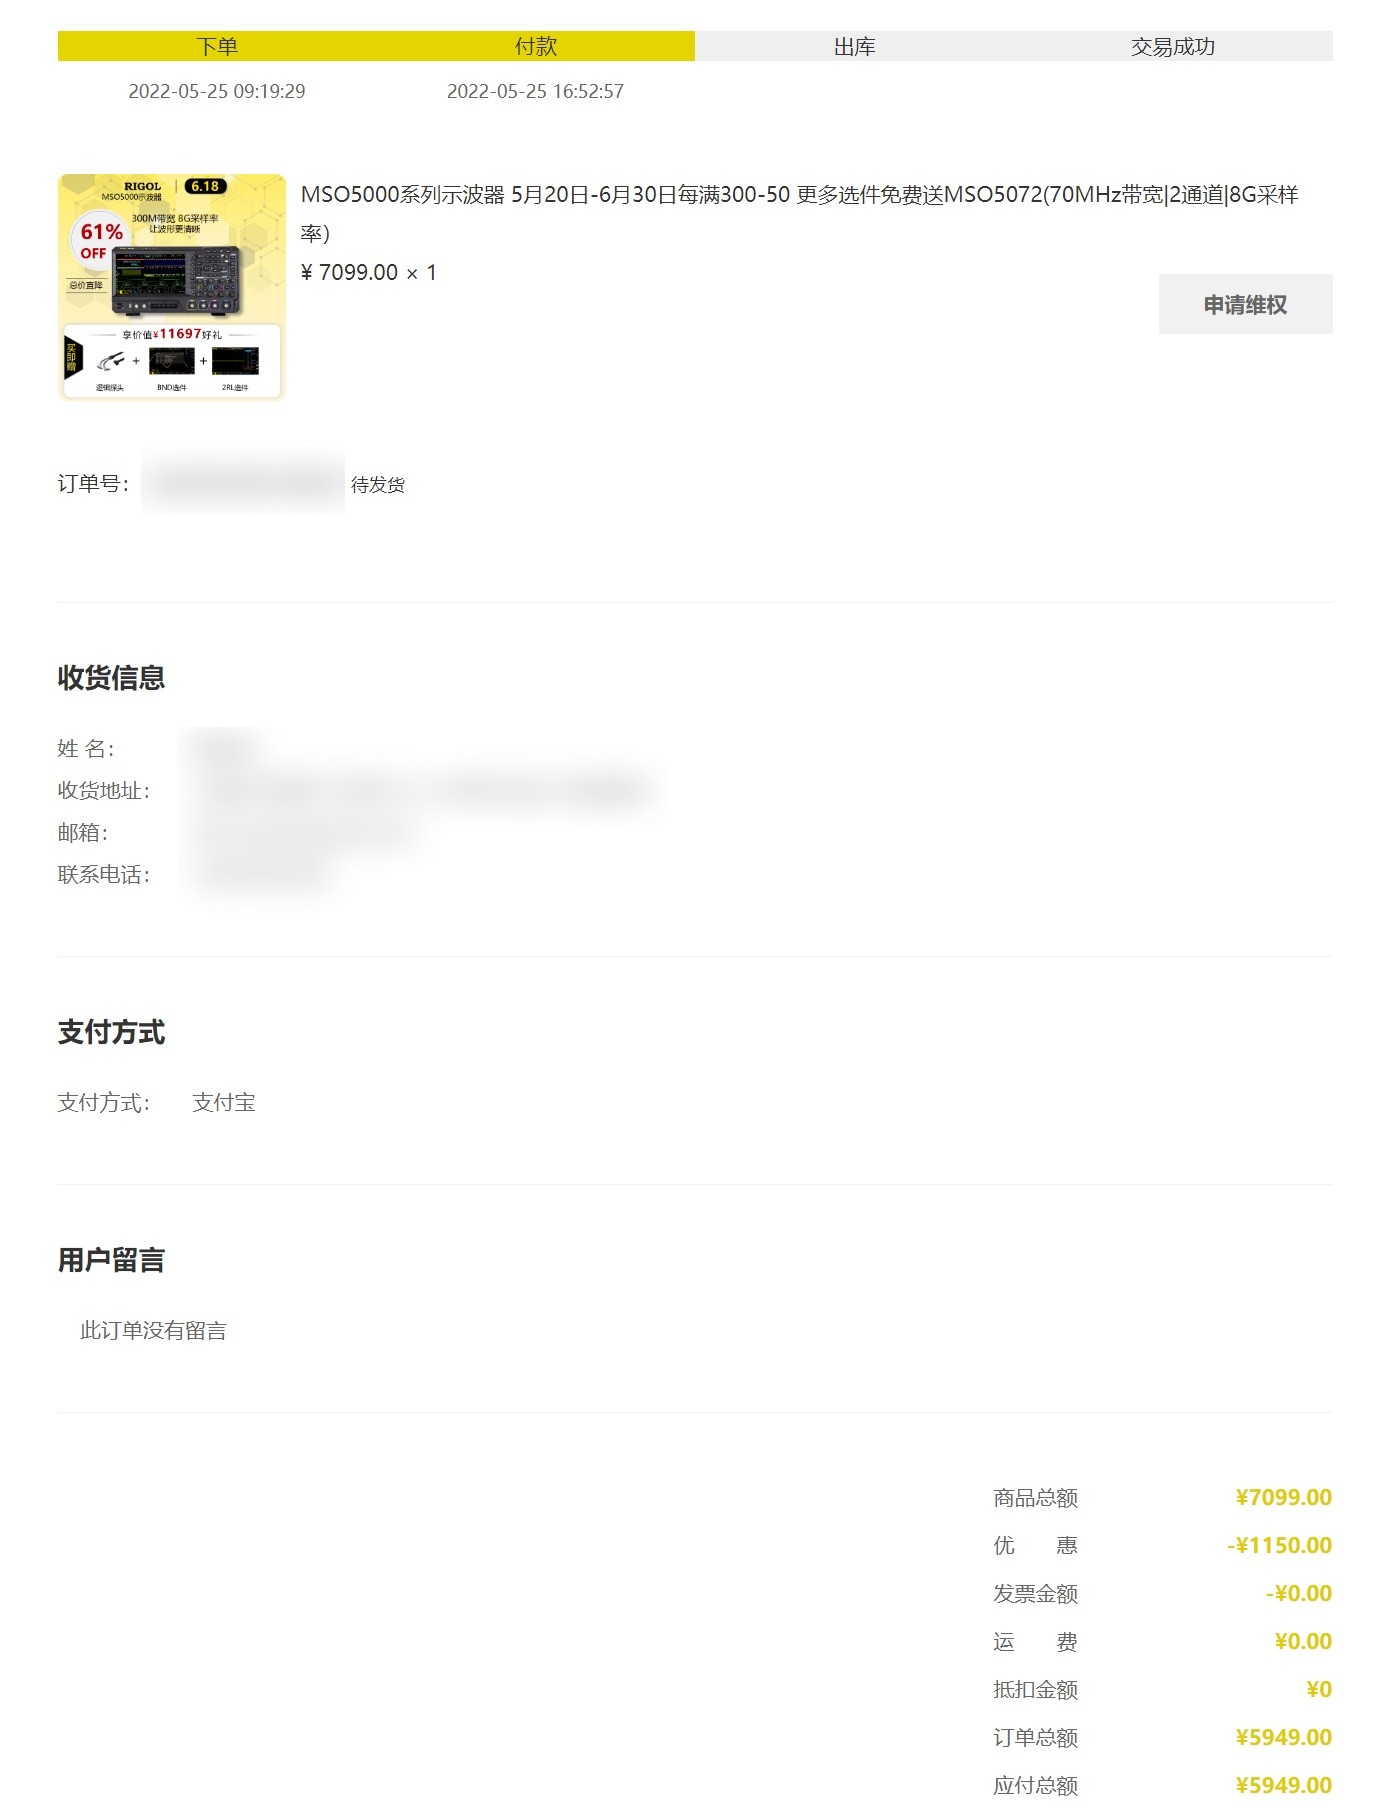 下单 付款 出库 交易成功
2022-05-25 09:19:29 2022-05-25 16:52:57
RIGOL | 6.18
MSO5000示波器
300M带宽 8G采样率
让波形更清晰
61%
OFF
总价直降
享价值¥11697好礼
买即赠
+ +
逻辑探头 BND选件 2RL选件
MSO5000系列示波器 5月20日-6月30日每满300-50 更多选件免费送MSO5072(70MHz带宽|2通道|8G采样
率)
¥ 7099.00 × 1
申请维权
订单号: 待发货
收货信息
姓 名:
收货地址:
邮箱:
联系电话:
支付方式
支付方式: 支付宝
用户留言
此订单没有留言
商品总额 ¥7099.00
优 惠 -¥1150.00
发票金额 -¥0.00
运 费 ¥0.00
抵扣金额 ¥0
订单总额 ¥5949.00
应付总额 ¥5949.00